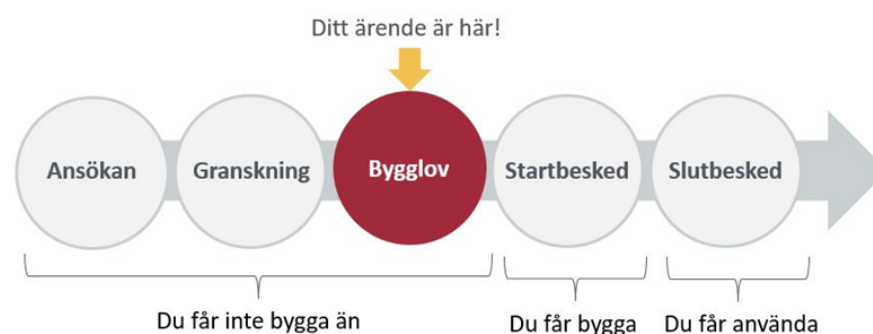 Ditt ärende är här!
Ansökan
Granskning
Bygglov
Startbesked
Slutbesked
Du får inte bygga än
Du får bygga
Du får använda